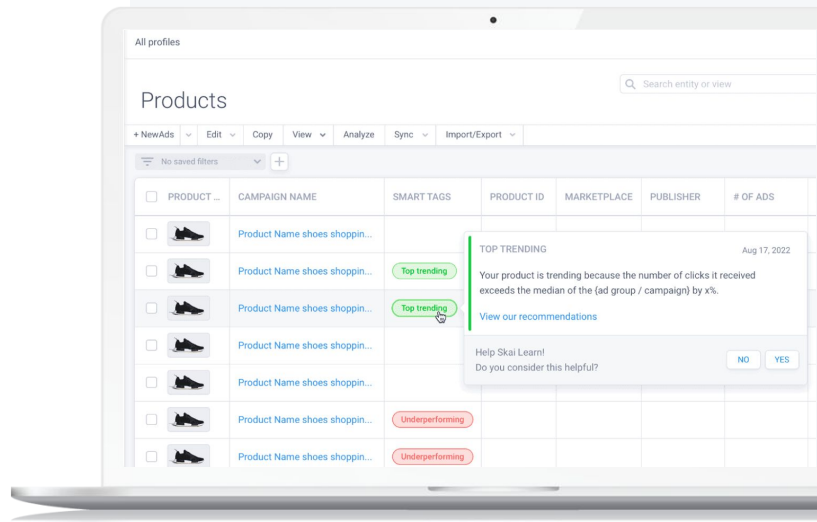 All profiles
Search entity or view
Products
+ NewAds
Edit
Copy
View
Analyze
Sync
Import/Export
No saved filters
PRODUCT ...
CAMPAIGN NAME
SMART TAGS
PRODUCT ID
MARKETPLACE
PUBLISHER
# OF ADS
Product Name shoes shoppin...
Product Name shoes shoppin...
Top trending
Product Name shoes shoppin...
Top trending
TOP TRENDING
Aug 17, 2022
Your product is trending because the number of clicks it received
exceeds the median of the {ad group / campaign} by x%.
View our recommendations
Help Skai Learn!
Do you consider this helpful?
NO
YES
Product Name shoes shoppin...
Product Name shoes shoppin...
Product Name shoes shoppin...
Underperforming
Product Name shoes shoppin...
Underperforming